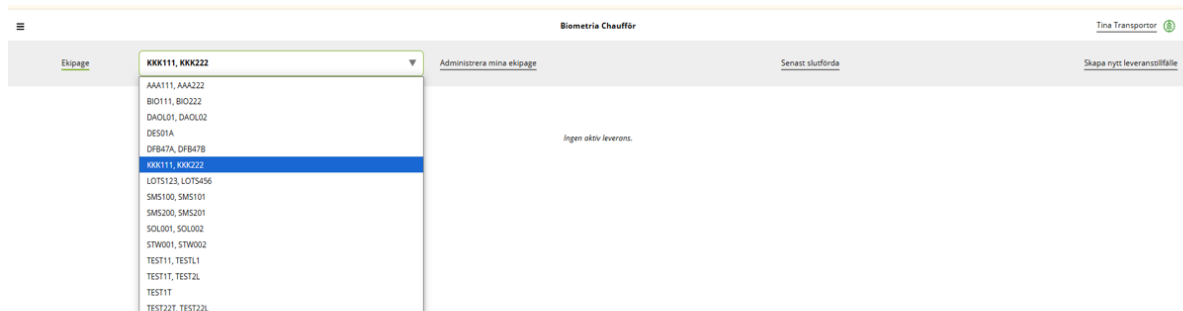 Biometria Chaufför
Tina Transportor
Ekipage
KKK111, KKK222
Administrera mina ekipage
Senast slutförda
Skapa nytt leveranstillfälle
AAA111, AAA222
BIO111, BIO222
DAOL01, DAOL02
DES01A
DFB47A, DFB47B
KKK111, KKK222
LOTS123, LOTS456
SMS100, SMS101
SMS200, SMS201
SOL001, SOL002
STW001, STW002
TEST11, TESTL1
TEST1T, TEST2L
TEST1T
TEST22T, TEST22L
Ingen aktiv leverans.